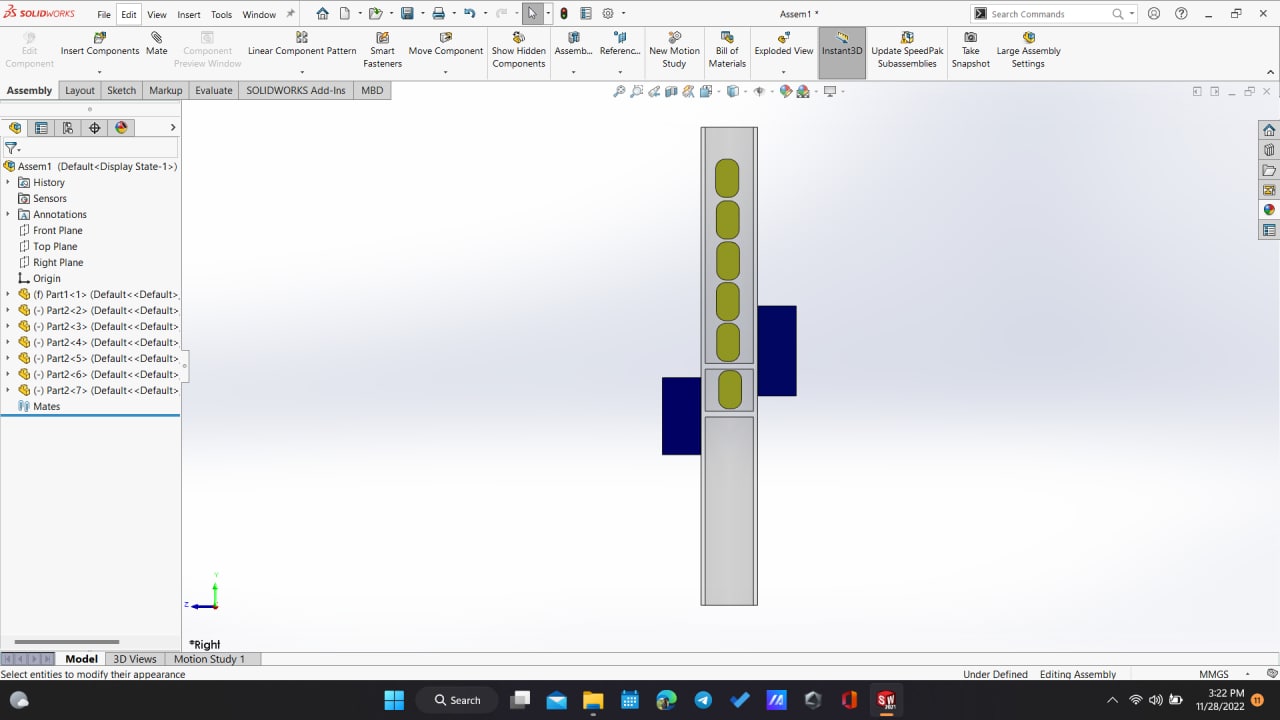 SOLIDWORKS
File
Edit
View
Insert
Tools
Window
Assem1 *
Search Commands
Edit
Component
Insert Components
Mate
Component
Preview Window
Linear Component Pattern
Smart
Fasteners
Move Component
Show Hidden
Components
Assemb...
Referenc...
New Motion
Study
Bill of
Materials
Exploded View
Instant3D
Update SpeedPak
Subassemblies
Take
Snapshot
Large Assembly
Settings
Assembly
Layout
Sketch
Markup
Evaluate
SOLIDWORKS Add-Ins
MBD
Assem1 (Default<Display State-1>)
History
Sensors
Annotations
Front Plane
Top Plane
Right Plane
Origin
(f) Part1<1> (Default<<Default>
(-) Part2<2> (Default<<Default>
(-) Part2<3> (Default<<Default>
(-) Part2<4> (Default<<Default>
(-) Part2<5> (Default<<Default>
(-) Part2<6> (Default<<Default>
(-) Part2<7> (Default<<Default>
Mates
Y
Z
*Right
Model
3D Views
Motion Study 1
Select entities to modify their appearance
Under Defined
Editing Assembly
MMGS
Search
SW
2021
3:22 PM
11/28/2022
11